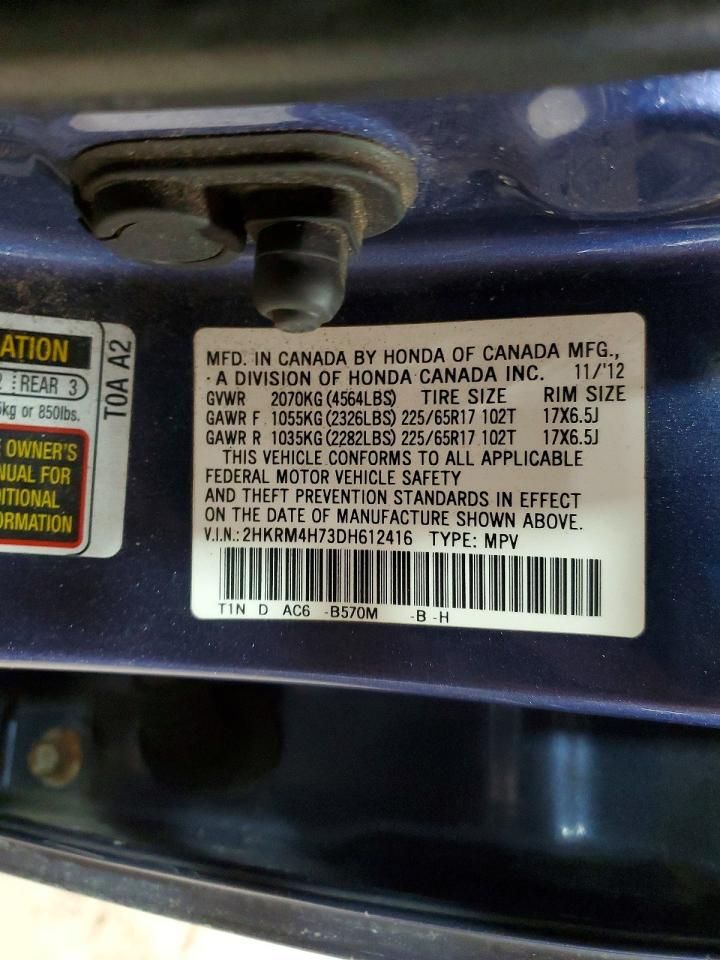 ATION
2 REAR 3
kg or 850lbs.
OWNER'S
NUAL FOR
ITIONAL
ORMATION
T0A A2
MFD. IN CANADA BY HONDA OF CANADA MFG.,
A DIVISION OF HONDA CANADA INC. 11/'12
GVWR 2070KG (4564LBS) TIRE SIZE RIM SIZE
GAWR F 1055KG (2326LBS) 225/65R17 102T 17X6.5J
GAWR R 1035KG (2282LBS) 225/65R17 102T 17X6.5J
THIS VEHICLE CONFORMS TO ALL APPLICABLE
FEDERAL MOTOR VEHICLE SAFETY
AND THEFT PREVENTION STANDARDS IN EFFECT
ON THE DATE OF MANUFACTURE SHOWN ABOVE.
V.I.N.: 2HKRM4H73DH612416 TYPE: MPV
T1N D AC6 -B570M -B -H